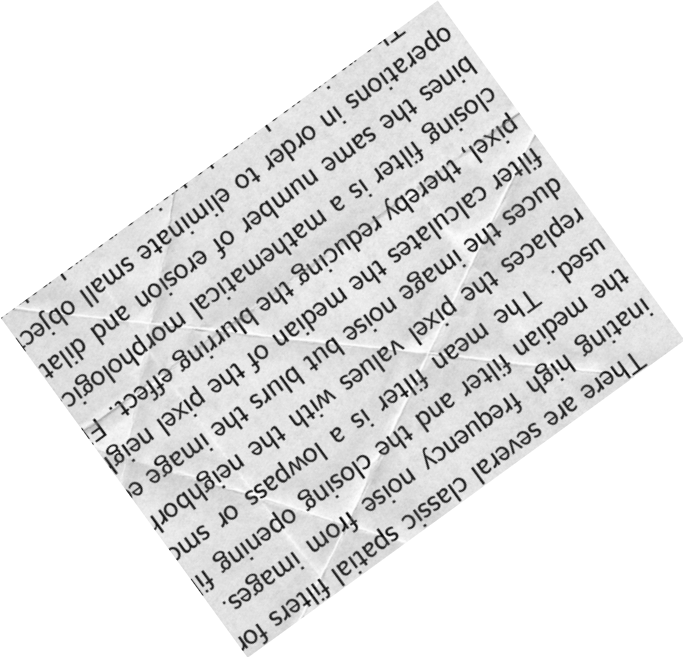 There are several classic spatial filters for
inating high frequency noise from images.
the median filter and the closing opening fi
used. The mean filter is a lowpass or smo
replaces the pixel values with the neighborh
duces the image noise but blurs the image e
filter calculates the median of the pixel neigh
pixel, thereby reducing the blurring effect.
closing filter is a mathematical morphologic
bines the same number of erosion and dilat
operations in order to eliminate small objec